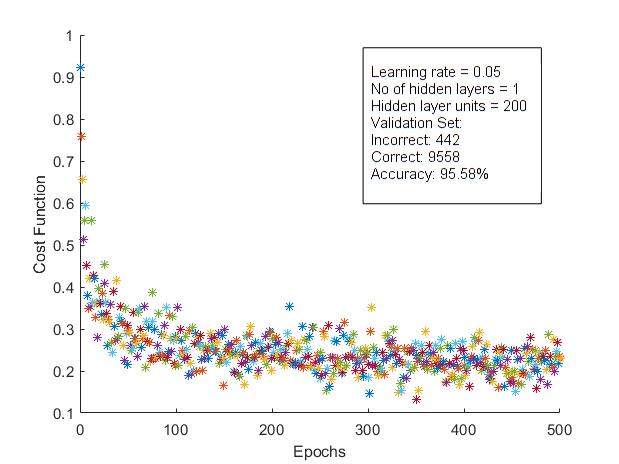 1
0.9
0.8
0.7
0.6
0.5
0.4
0.3
0.2
0.1
Cost Function
Learning rate = 0.05
No of hidden layers = 1
Hidden layer units = 200
Validation Set:
Incorrect: 442
Correct: 9558
Accuracy: 95.58%
0 100 200 300 400 500
Epochs